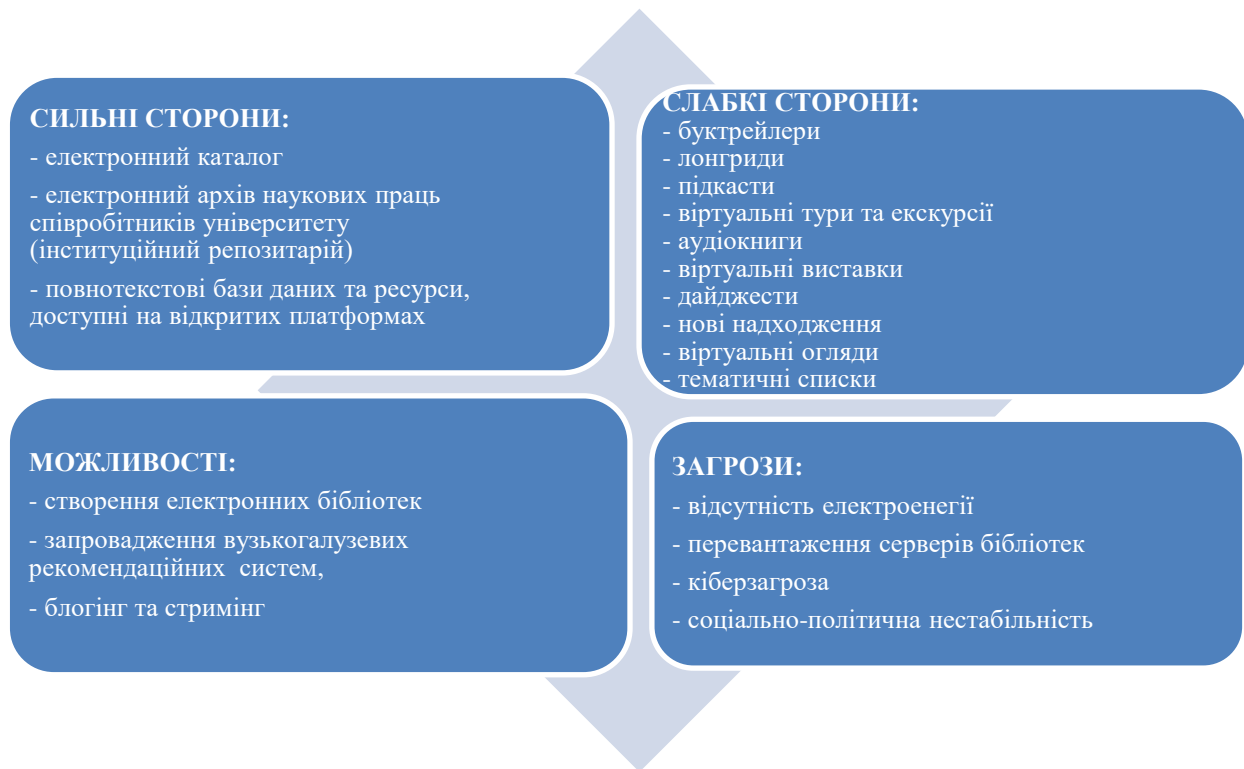 СИЛЬНІ СТОРОНИ:
- електронний каталог
- електронний архів наукових праць
співробітників університету
(інституційний репозитарій)
- повнотекстові бази даних та ресурси,
доступні на відкритих платформах
СЛАБКІ СТОРОНИ:
- буктрейлери
- лонгриди
- підкасти
- віртуальні тури та екскурсії
- аудіокниги
- віртуальні виставки
- дайджести
- нові надходження
- віртуальні огляди
- тематичні списки
МОЖЛИВОСТІ:
- створення електронних бібліотек
- запровадження вузькогалузевих
рекомендаційних систем,
- блогінг та стримінг
ЗАГРОЗИ:
- відсутність електроенегії
- перевантаження серверів бібліотек
- кіберзагроза
- соціально-політична нестабільність